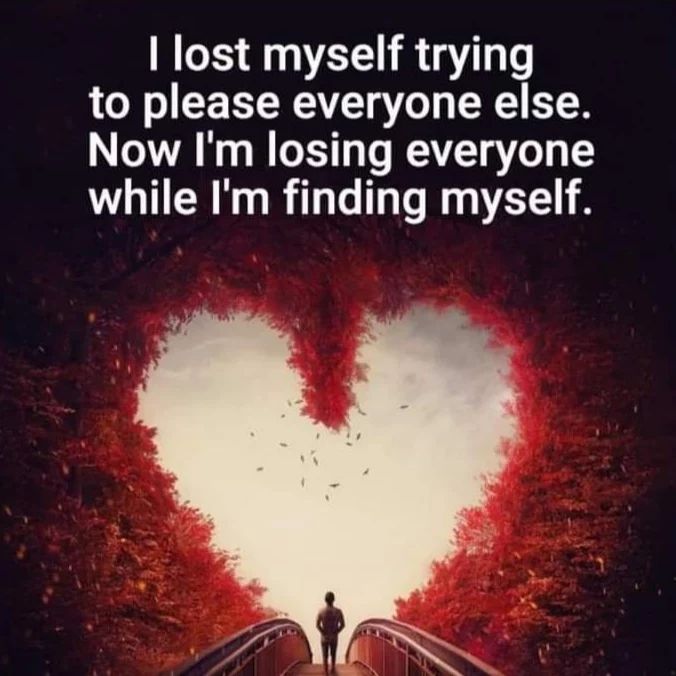 I lost myself trying
to please everyone else.
Now I'm losing everyone
while I'm finding myself.